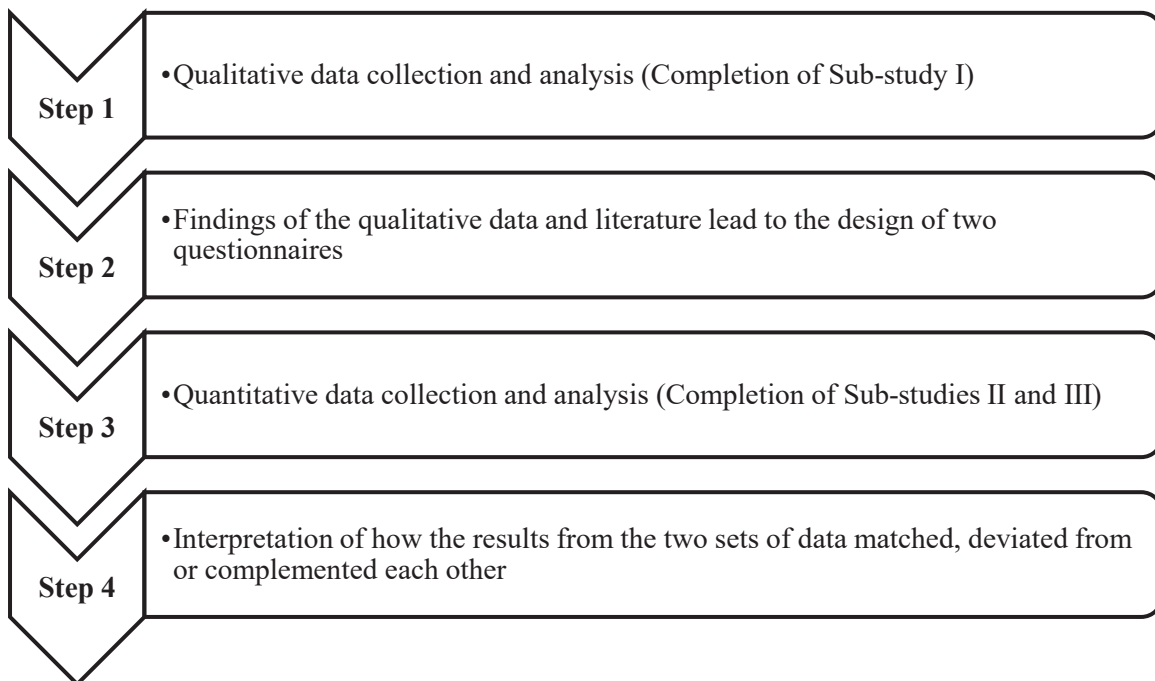 Step 1
•Qualitative data collection and analysis (Completion of Sub-study I)
Step 2
•Findings of the qualitative data and literature lead to the design of two
questionnaires
Step 3
•Quantitative data collection and analysis (Completion of Sub-studies II and III)
Step 4
•Interpretation of how the results from the two sets of data matched, deviated from
or complemented each other